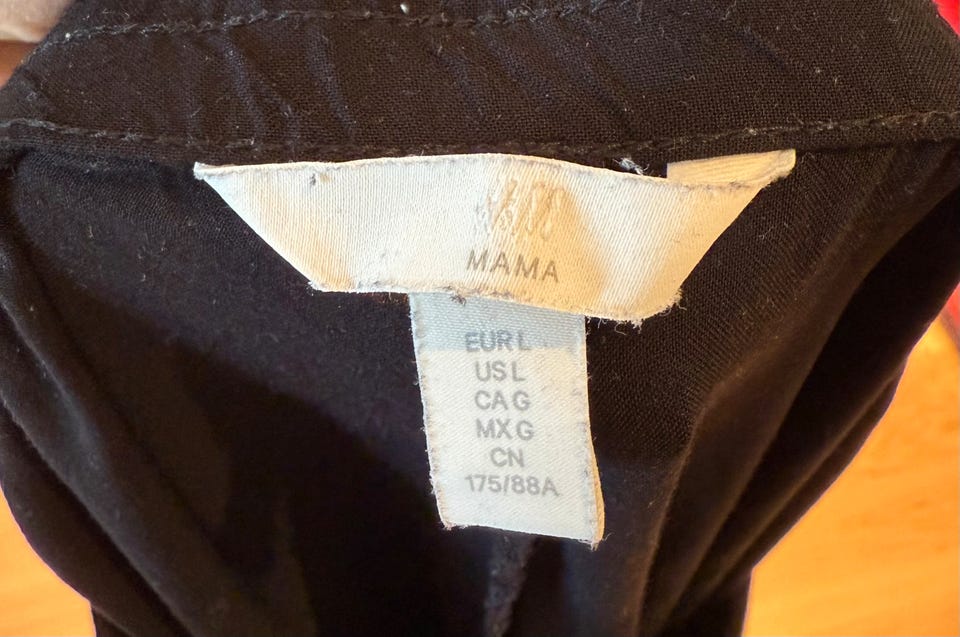 H&M
MAMA
EUR L
US L
CA G
MX G
CN
175/88A